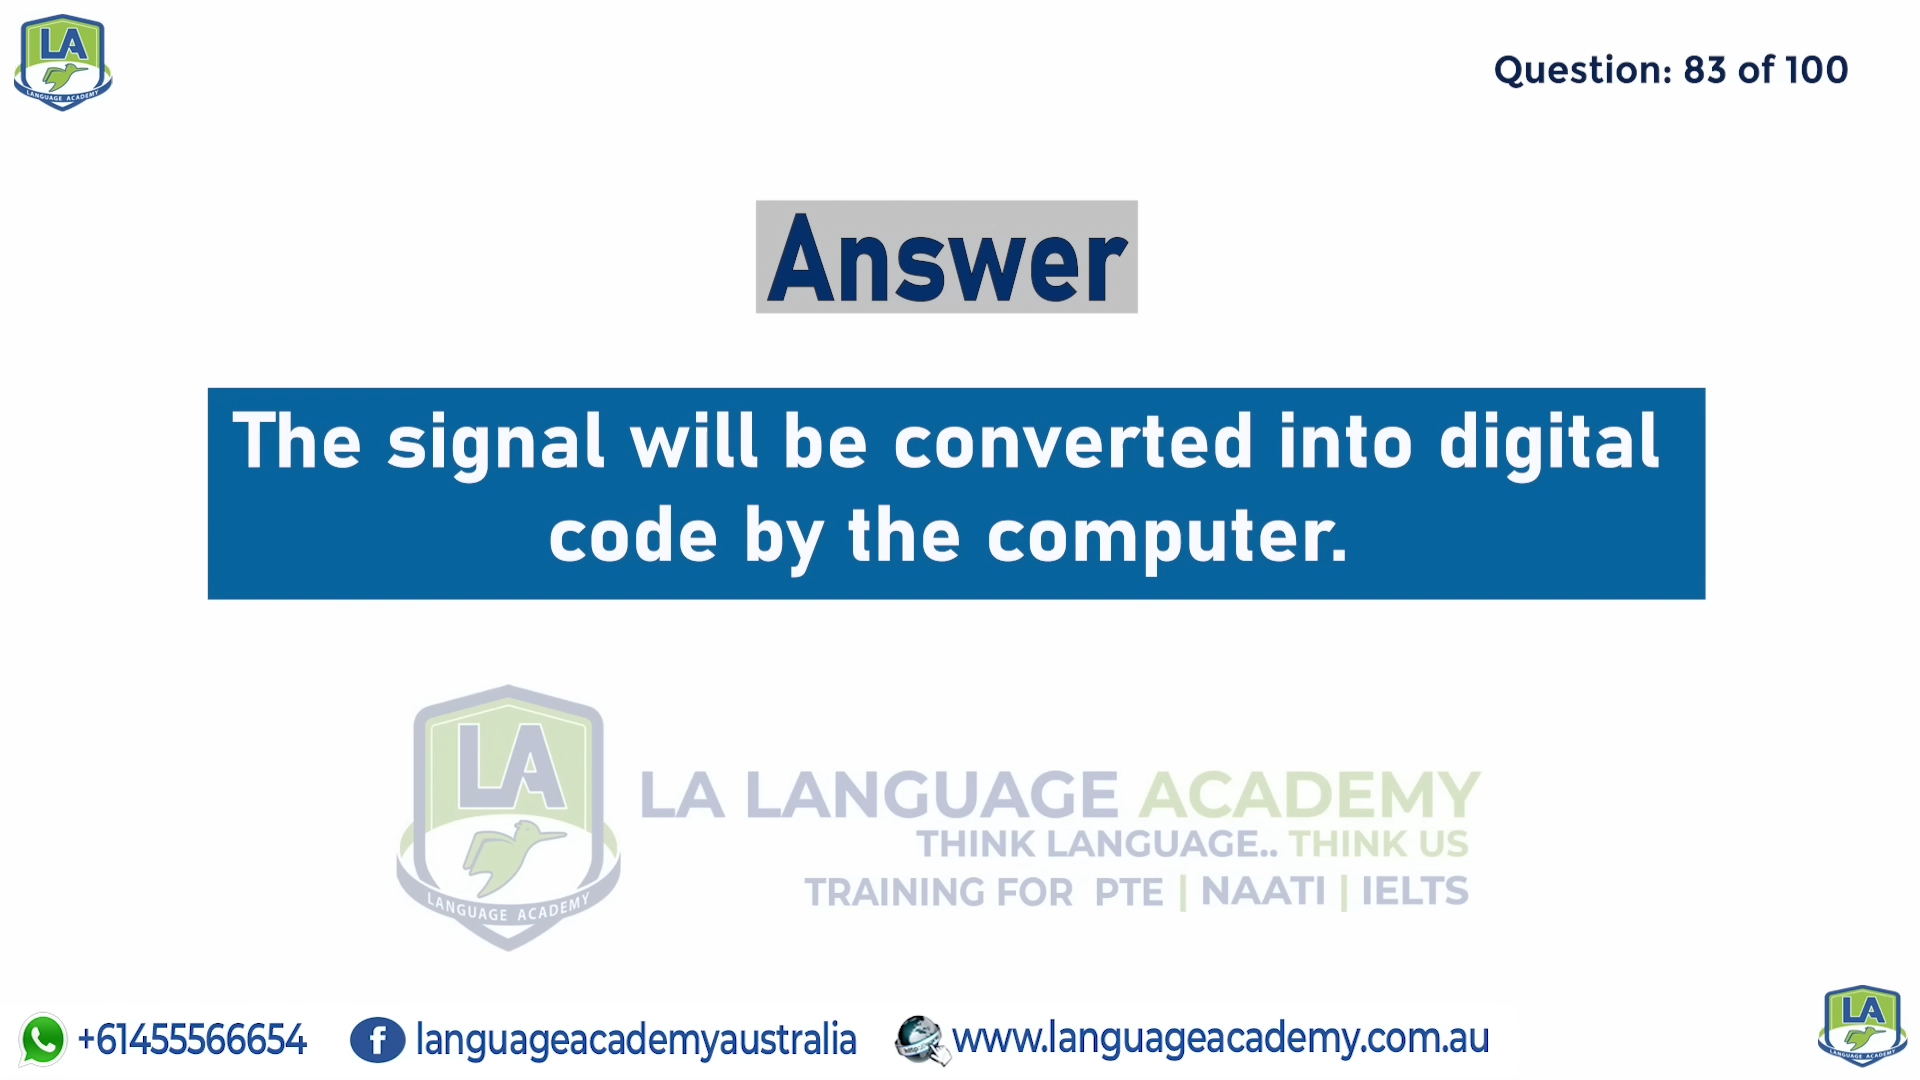 LA
LANGUAGE ACADEMY
Question: 83 of 100
Answer
The signal will be converted into digital
code by the computer.
LA
LANGUAGE ACADEMY
LA LANGUAGE ACADEMY
THINK LANGUAGE.. THINK US
TRAINING FOR PTE | NAATI | IELTS
+61455566654
languageacademyaustralia
www.languageacademy.com.au
LA
LANGUAGE ACADEMY